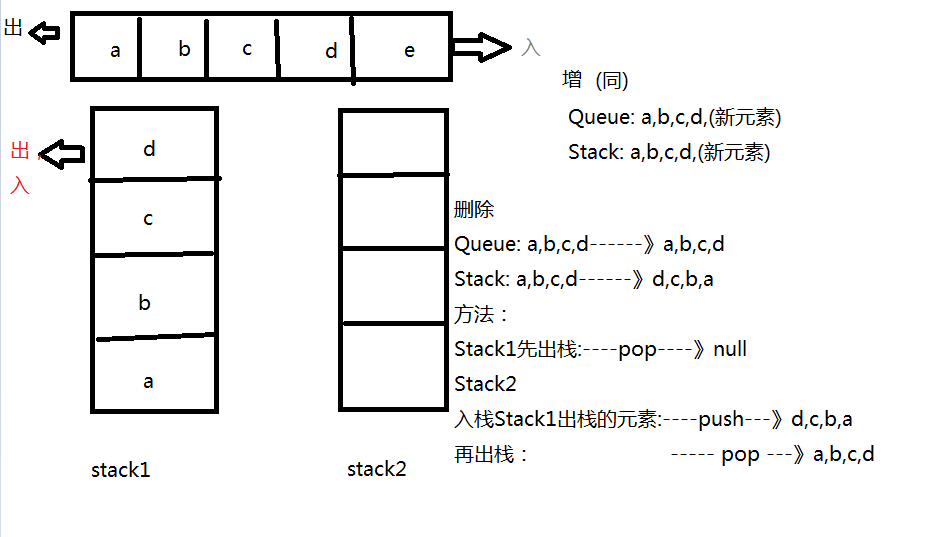 出
a b c d e
入
增 (同)
Queue: a,b,c,d,(新元素)
Stack: a,b,c,d,(新元素)
出，
入
d
c
b
a
stack1
stack2
删除
Queue: a,b,c,d------》a,b,c,d
Stack: a,b,c,d------》d,c,b,a
方法：
Stack1先出栈:----pop----》null
Stack2
入栈Stack1出栈的元素:----push---》d,c,b,a
再出栈： ----- pop ---》a,b,c,d